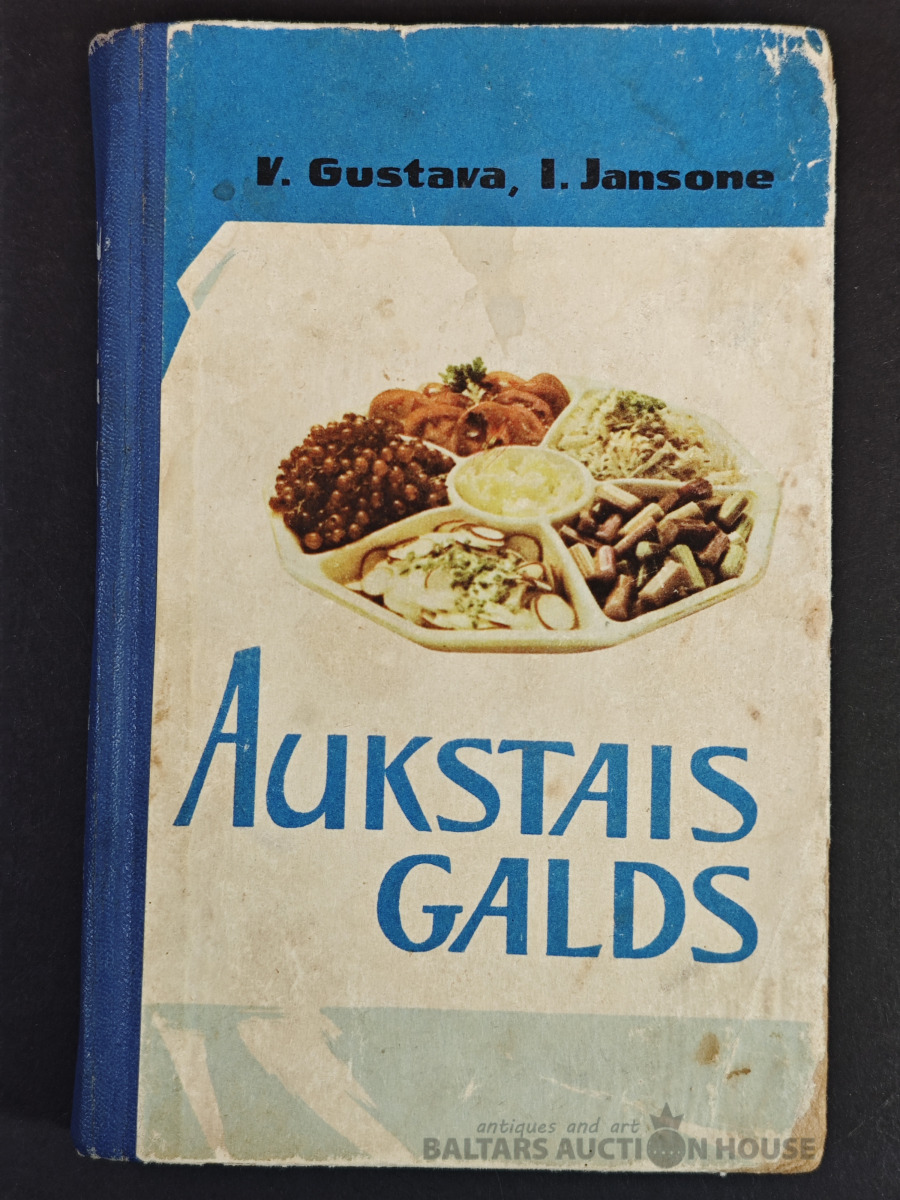 V. Gustava, I. Jansone
AUKSTAIS
GALDS
antiques and art
BALTARS AUCTION HOUSE